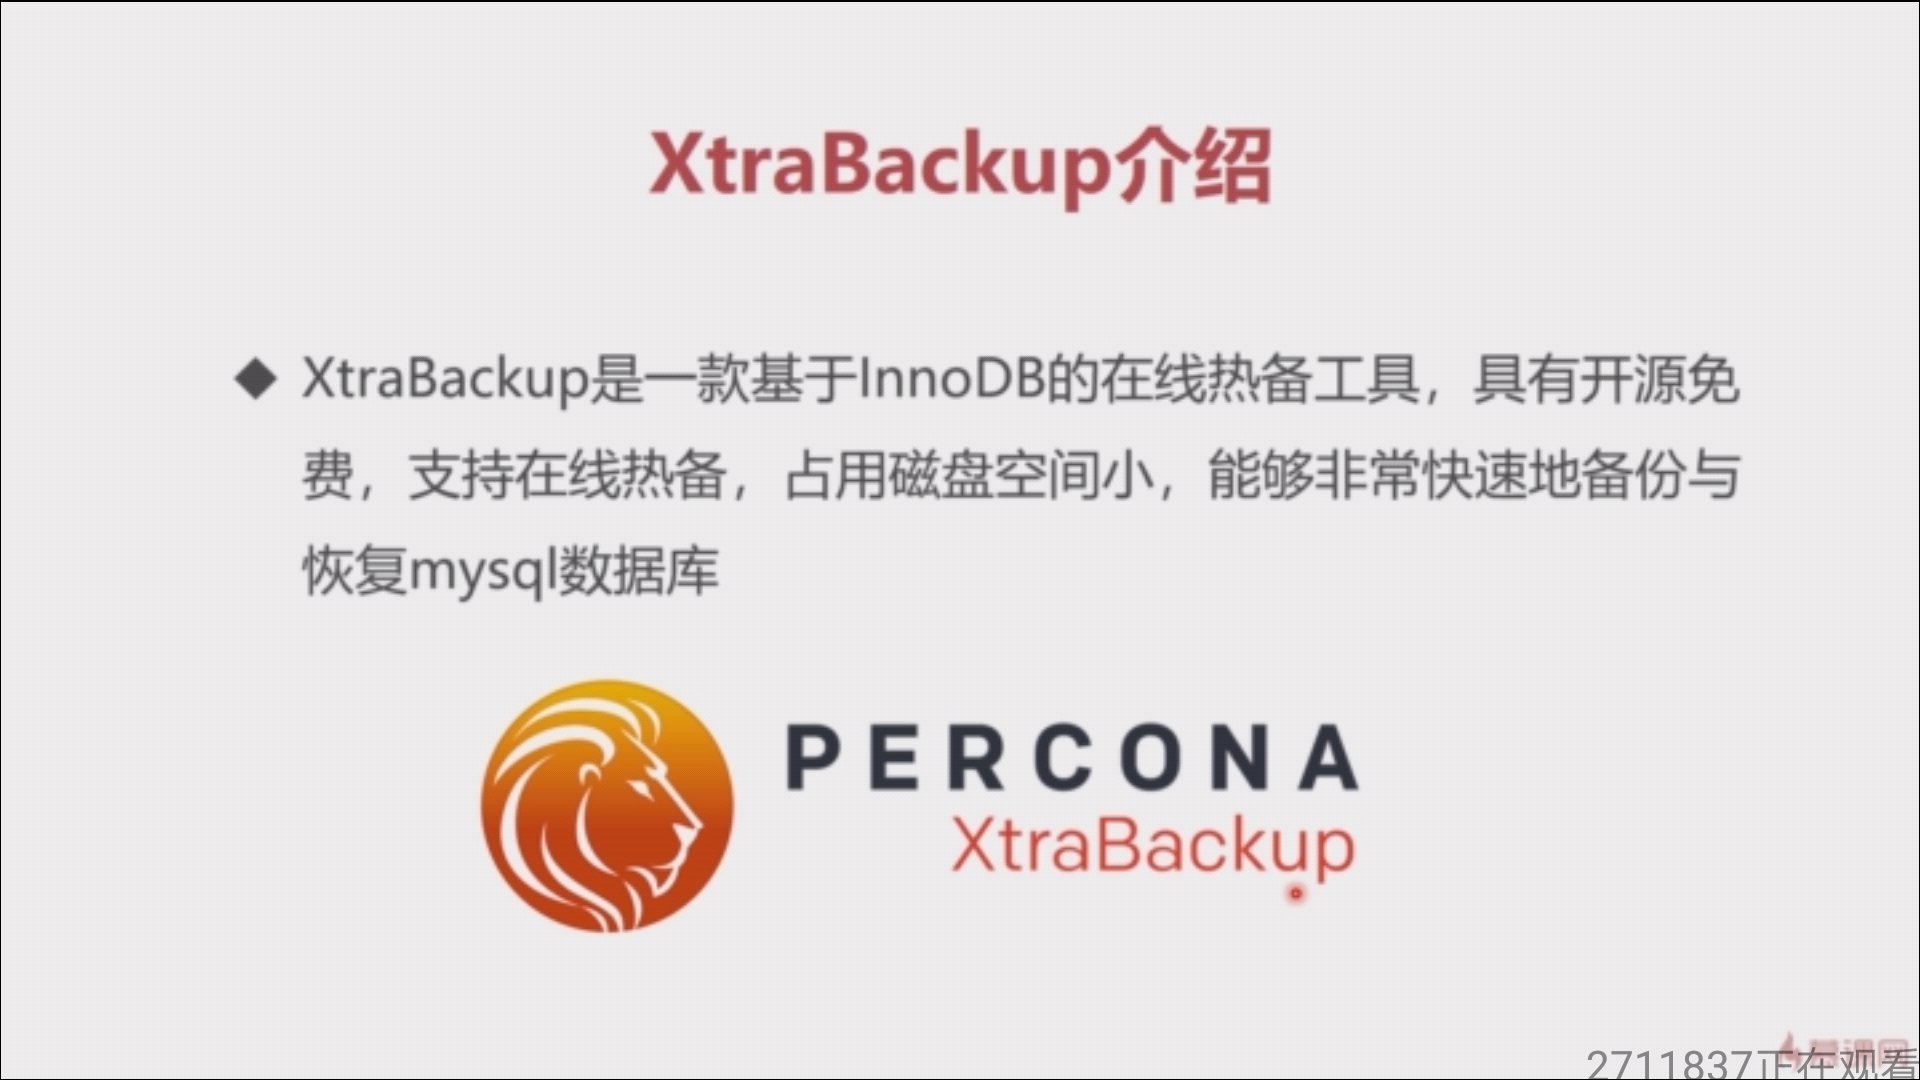 XtraBackup介绍
◆ XtraBackup是一款基于InnoDB的在线热备工具，具有开源免
费，支持在线热备，占用磁盘空间小，能够非常快速地备份与
恢复mysql数据库
PERCONA
XtraBackup
慕课网
2711837正在观看